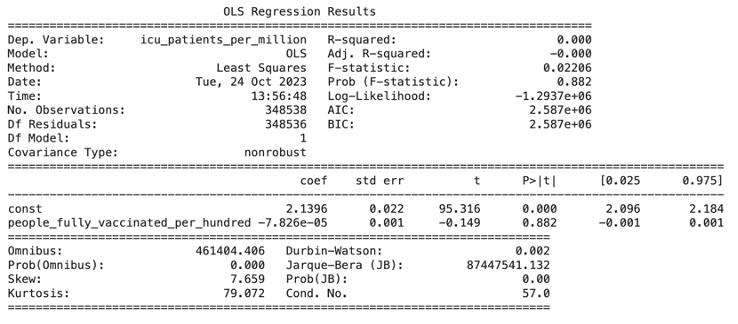 OLS Regression Results
==============================================================================
Dep. Variable: icu_patients_per_million R-squared: 0.000
Model: OLS Adj. R-squared: -0.000
Method: Least Squares F-statistic: 0.02206
Date: Tue, 24 Oct 2023 Prob (F-statistic): 0.882
Time: 13:56:48 Log-Likelihood: -1.2937e+06
No. Observations: 348538 AIC: 2.587e+06
Df Residuals: 348536 BIC: 2.587e+06
Df Model: 1
Covariance Type: nonrobust
==============================================================================
coef std err t P>|t| [0.025 0.975]
------------------------------------------------------------------------------
const 2.1396 0.022 95.316 0.000 2.096 2.184
people_fully_vaccinated_per_hundred -7.826e-05 0.001 -0.149 0.882 -0.001 0.001
==============================================================================
Omnibus: 461404.406 Durbin-Watson: 0.002
Prob(Omnibus): 0.000 Jarque-Bera (JB): 87447541.132
Skew: 7.659 Prob(JB): 0.00
Kurtosis: 79.072 Cond. No. 57.0
==============================================================================